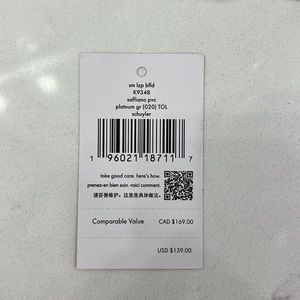 sm lzp bfld
K9348
saffiano pvc
platnum gr (020) TOL
schuyler
1 96021 18711 7
take good care. here's how.
prenez-en bien soin. voici comment.
请妥善维护。这里是具体做法。
Comparable Value CAD $169.00
USD $139.00